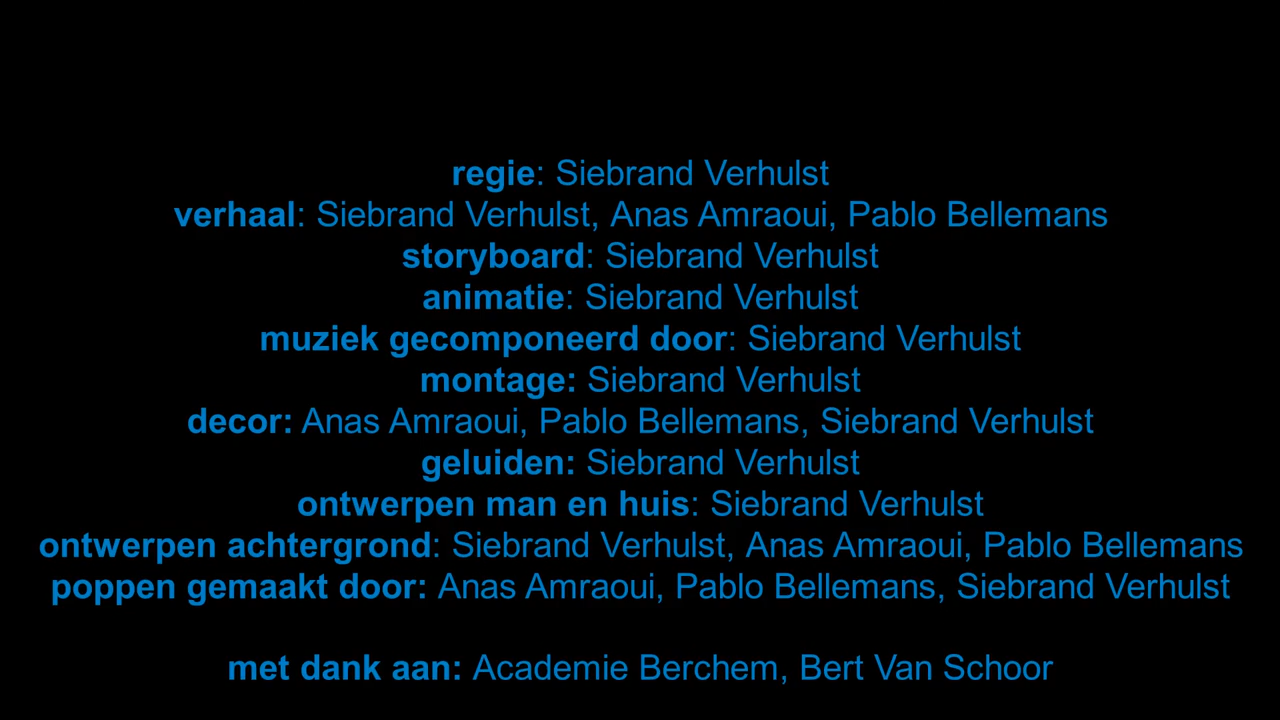 regie: Siebrand Verhulst
verhaal: Siebrand Verhulst, Anas Amraoui, Pablo Bellemans
storyboard: Siebrand Verhulst
animatie: Siebrand Verhulst
muziek gecomponeerd door: Siebrand Verhulst
montage: Siebrand Verhulst
decor: Anas Amraoui, Pablo Bellemans, Siebrand Verhulst
geluiden: Siebrand Verhulst
ontwerpen man en huis: Siebrand Verhulst
ontwerpen achtergrond: Siebrand Verhulst, Anas Amraoui, Pablo Bellemans
poppen gemaakt door: Anas Amraoui, Pablo Bellemans, Siebrand Verhulst
met dank aan: Academie Berchem, Bert Van Schoor